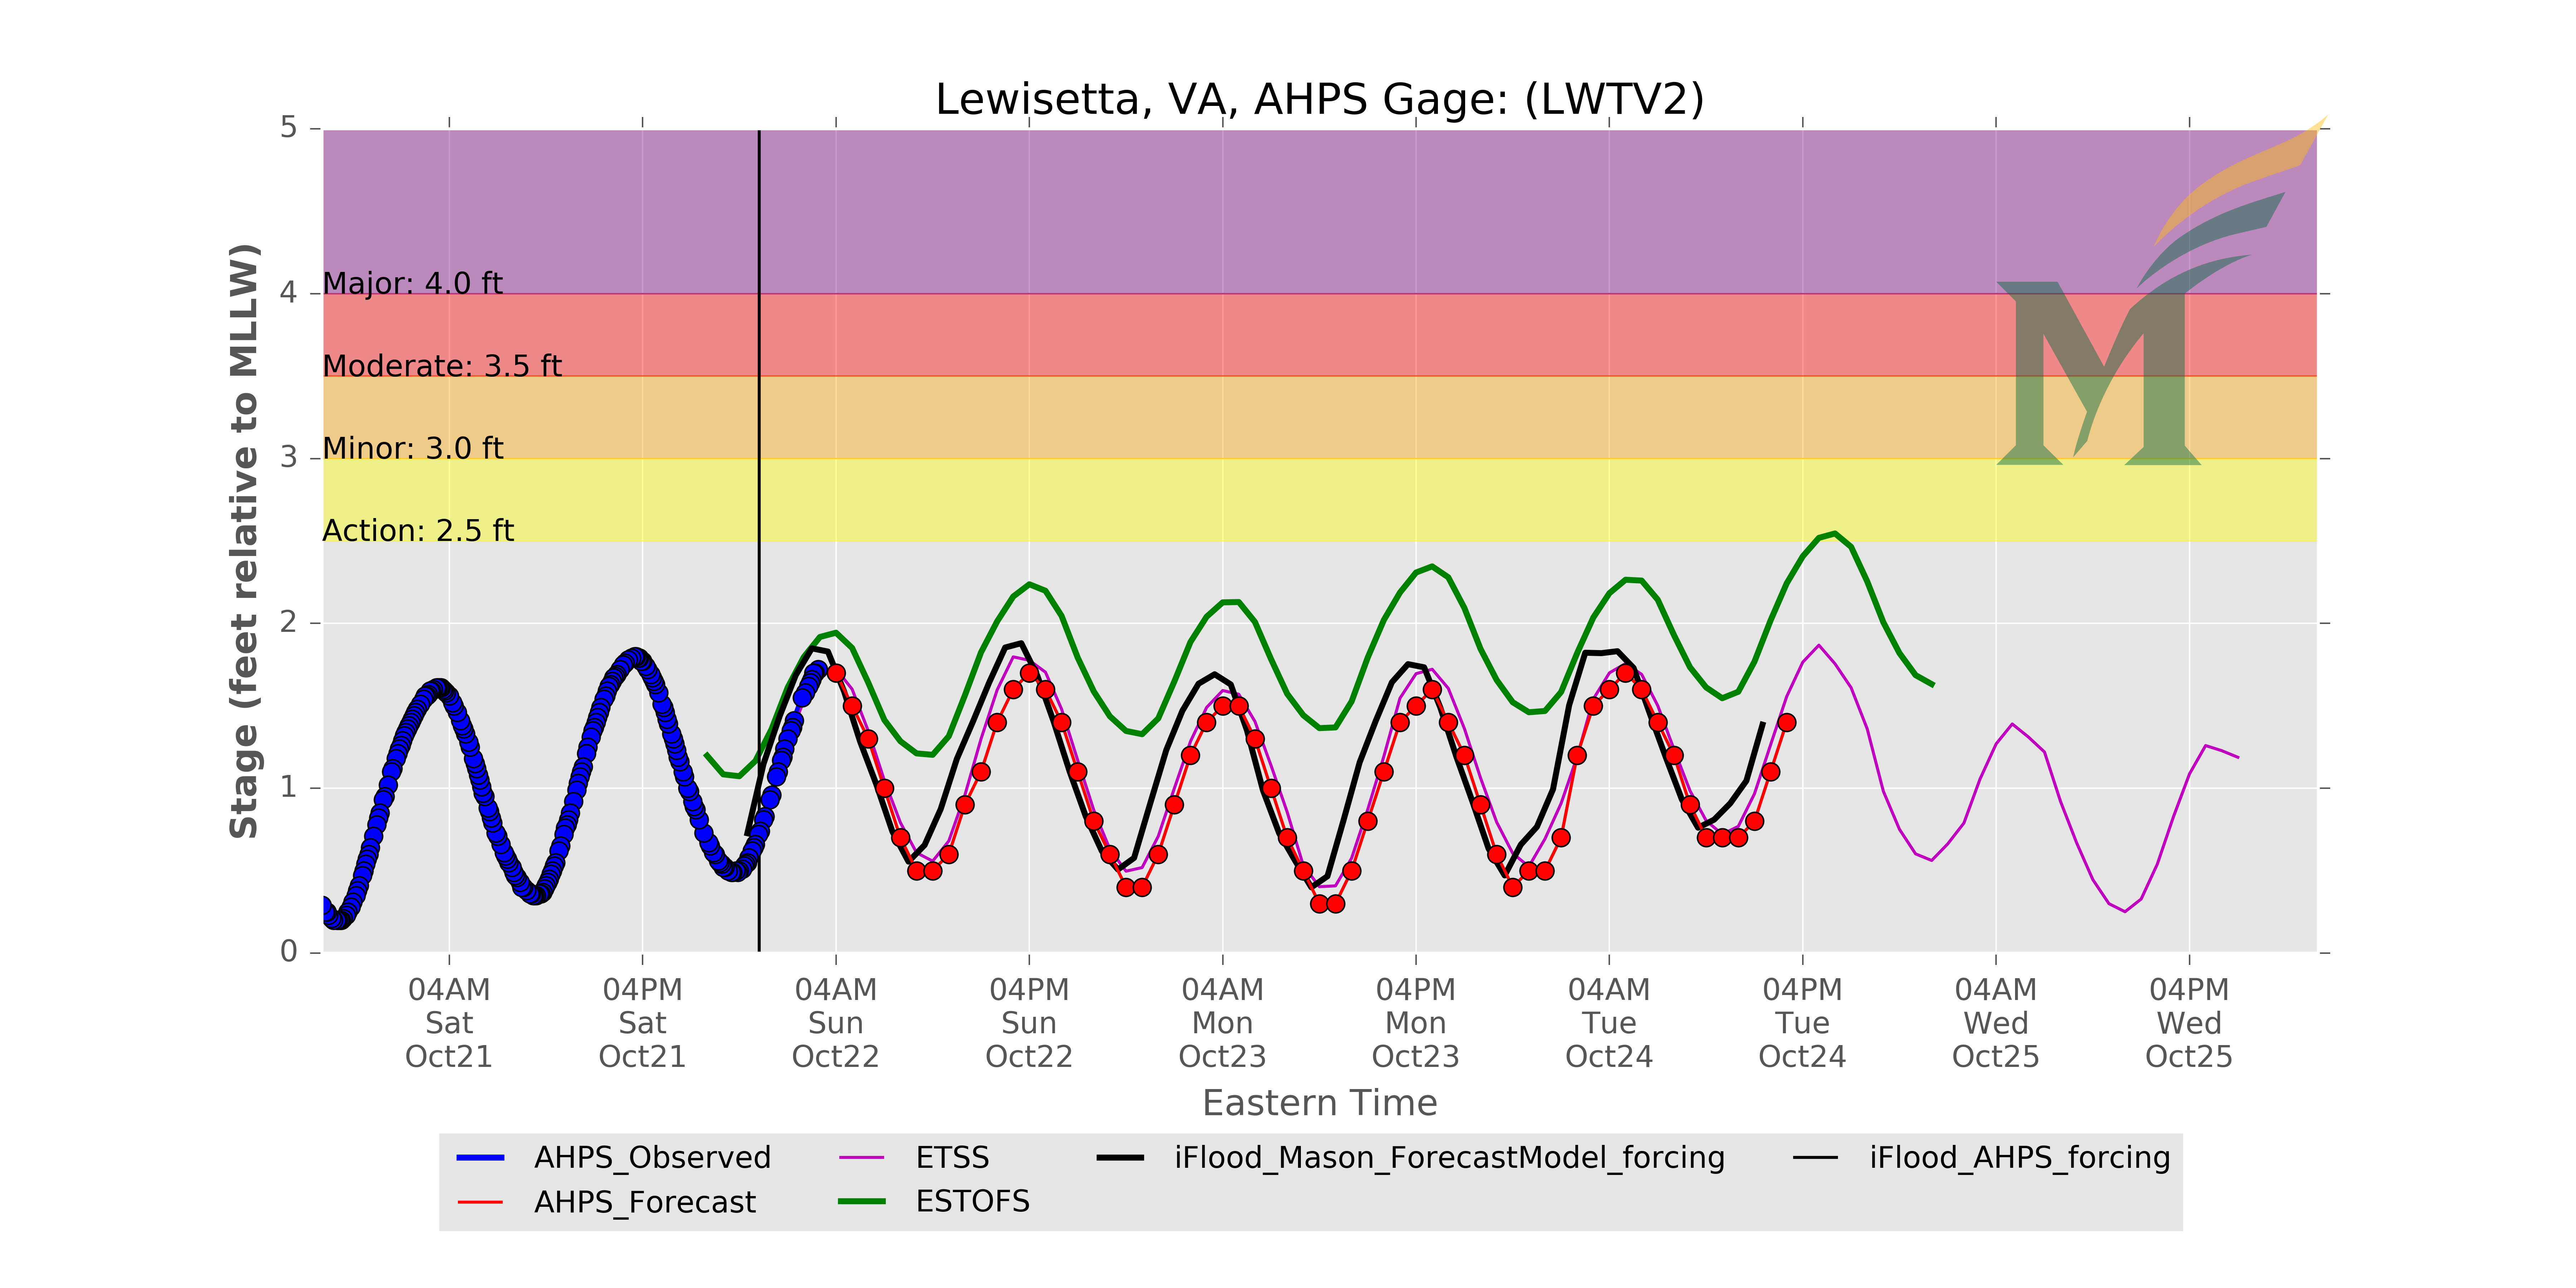 Lewisetta, VA, AHPS Gage: (LWTV2)
Stage (feet relative to MLLW)
5
4
3
2
1
0
Major: 4.0 ft
Moderate: 3.5 ft
Minor: 3.0 ft
Action: 2.5 ft
M
04AM
Sat
Oct21
04PM
Sat
Oct21
04AM
Sun
Oct22
04PM
Sun
Oct22
04AM
Mon
Oct23
04PM
Mon
Oct23
04AM
Tue
Oct24
04PM
Tue
Oct24
04AM
Wed
Oct25
04PM
Wed
Oct25
Eastern Time
AHPS_Observed
AHPS_Forecast
ETSS
ESTOFS
iFlood_Mason_ForecastModel_forcing
iFlood_AHPS_forcing